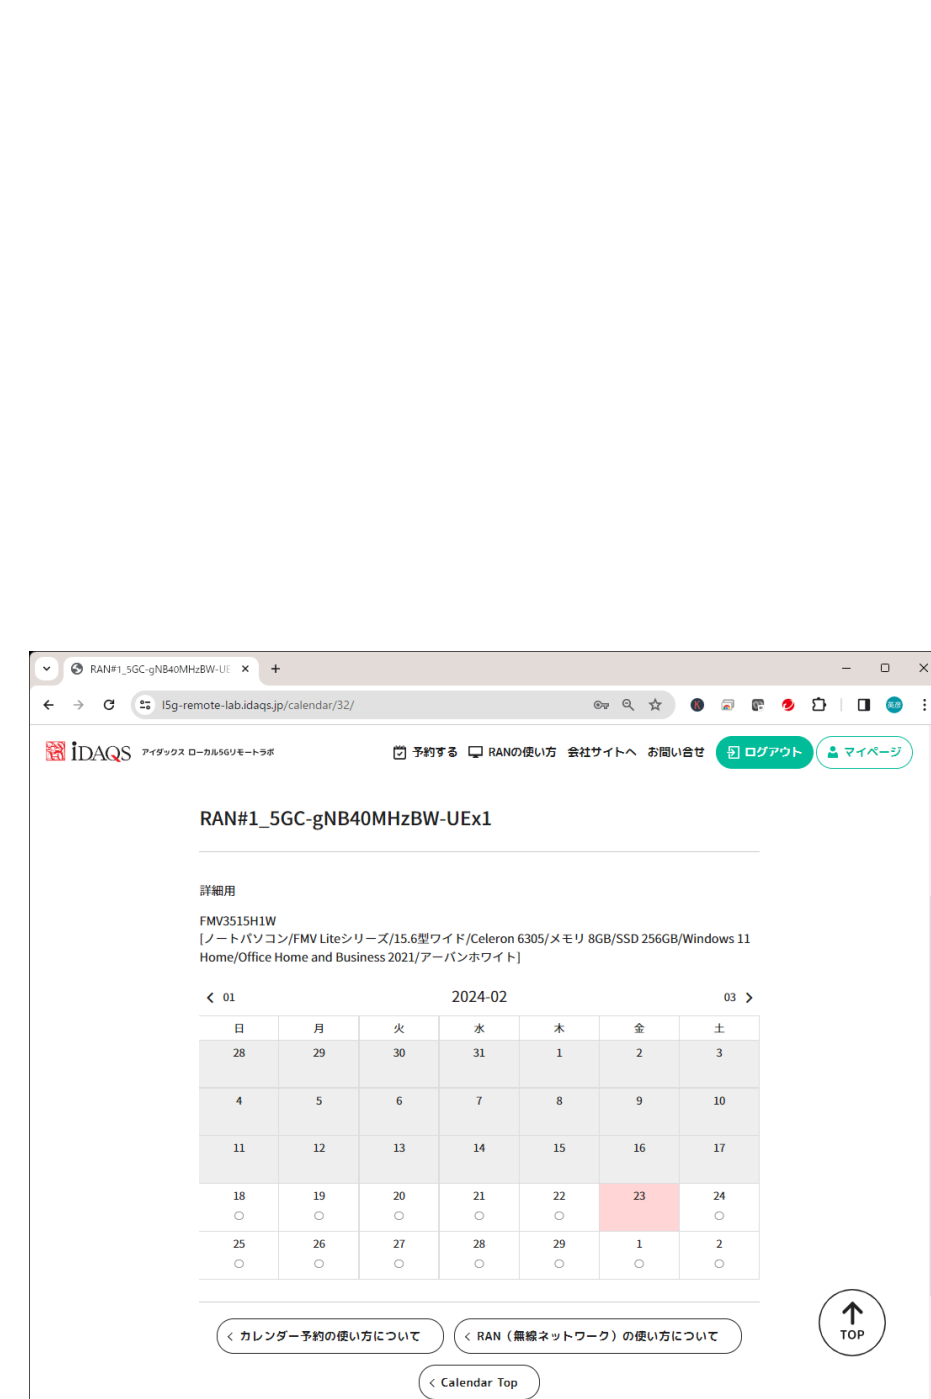 RAN#1_5GC-gNB40MHzBW-UE
l5g-remote-lab.idaqs.jp/calendar/32/
英彦
iDAQS アイダックス ローカル5Gリモートラボ 予約する RANの使い方 会社サイトへ お問い合せ ログアウト マイページ
RAN#1_5GC-gNB40MHzBW-UEx1
詳細用
FMV3515H1W
[ノートパソコン/FMV Liteシリーズ/15.6型ワイド/Celeron 6305/メモリ 8GB/SSD 256GB/Windows 11
Home/Office Home and Business 2021/アーバンホワイト]
01 2024-02 03
日 月 火 水 木 金 土
28 29 30 31 1 2 3
4 5 6 7 8 9 10
11 12 13 14 15 16 17
18 19 20 21 22 23 24
○ ○ ○ ○ ○ ○
25 26 27 28 29 1 2
○ ○ ○ ○ ○ ○ ○
カレンダー予約の使い方について RAN（無線ネットワーク）の使い方について
TOP
Calendar Top